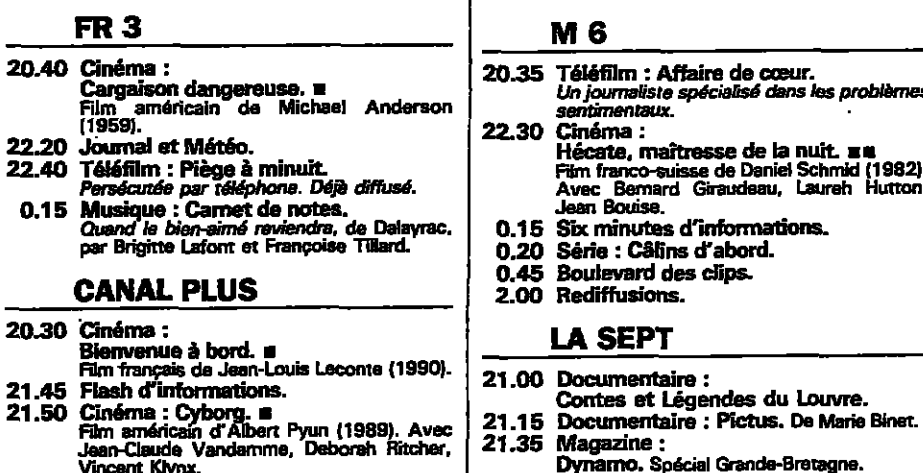 FR 3
20.40 Cinéma :
Cargaison dangereuse. ■
Film américain de Michael Anderson
(1959).
22.20 Journal et Météo.
22.40 Téléfilm : Piège à minuit.
Persécutée par téléphone. Déjà diffusé.
0.15 Musique : Carnet de notes.
Quand le bien-aimé reviendra, de Dalayrac,
par Brigitte Lafont et Françoise Tillard.
CANAL PLUS
20.30 Cinéma :
Bienvenue à bord. ■
Film français de Jean-Louis Leconte (1990).
21.45 Flash d'informations.
21.50 Cinéma : Cyborg. ■
Film américain d'Albert Pyun (1989). Avec
Jean-Claude Vandamme, Deborah Ritcher,
Vincent Klynx.
M 6
20.35 Téléfilm : Affaire de cœur.
Un journaliste spécialisé dans les problèmes
sentimentaux.
22.30 Cinéma :
Hécate, maîtresse de la nuit. ■■
Film franco-suisse de Daniel Schmid (1982)
Avec Bernard Giraudeau, Laureh Hutton
Jean Bouise.
0.15 Six minutes d'informations.
0.20 Série : Câlins d'abord.
0.45 Boulevard des clips.
2.00 Rediffusions.
LA SEPT
21.00 Documentaire :
Contes et Légendes du Louvre.
21.15 Documentaire : Pictus. De Marie Binet.
21.35 Magazine :
Dynamo. Spécial Grande-Bretagne.